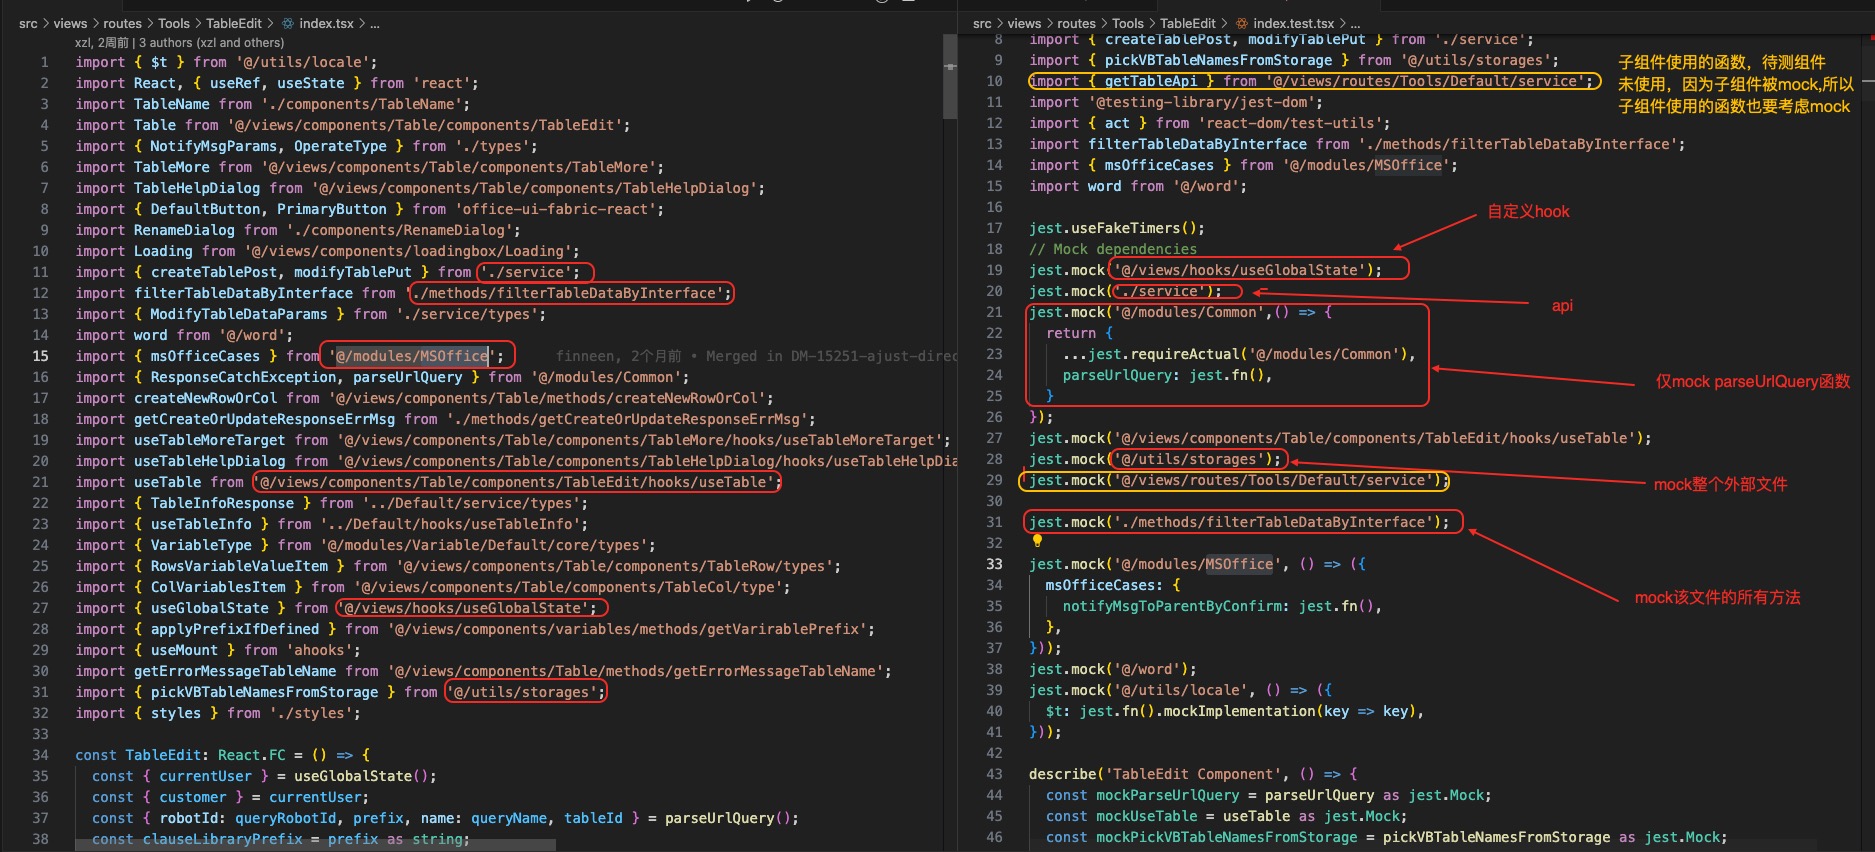 src > views > routes > Tools > TableEdit > index.tsx > ...
xzl, 2周前 | 3 authors (xzl and others)
1 import { $t } from '@/utils/locale';
2 import React, { useRef, useState } from 'react';
3 import TableName from './components/TableName';
4 import Table from '@/views/components/Table/components/TableEdit';
5 import { NotifyMsgParams, OperateType } from './types';
6 import TableMore from '@/views/components/Table/components/TableMore';
7 import TableHelpDialog from '@/views/components/Table/components/TableHelpDialog';
8 import { DefaultButton, PrimaryButton } from 'office-ui-fabric-react';
9 import RenameDialog from './components/RenameDialog';
10 import Loading from '@/views/components/loadingbox/Loading';
11 import { createTablePost, modifyTablePut } from './service';
12 import filterTableDataByInterface from './methods/filterTableDataByInterface';
13 import { ModifyTableDataParams } from './service/types';
14 import word from '@/word';
15 import { msOfficeCases } from '@/modules/MSOffice'; finneen, 2个月前 • Merged in DM-15251-ajust-direc
16 import { ResponseCatchException, parseUrlQuery } from '@/modules/Common';
17 import createNewRowOrCol from '@/views/components/Table/methods/createNewRowOrCol';
18 import getCreateOrUpdateResponseErrMsg from './methods/getCreateOrUpdateResponseErrMsg';
19 import useTableMoreTarget from '@/views/components/Table/components/TableMore/hooks/useTableMoreTarget';
20 import useTableHelpDialog from '@/views/components/Table/components/TableHelpDialog/hooks/useTableHelpDia
21 import useTable from '@/views/components/Table/components/TableEdit/hooks/useTable';
22 import { TableInfoResponse } from '../Default/service/types';
23 import { useTableInfo } from '../Default/hooks/useTableInfo';
24 import { VariableType } from '@/modules/Variable/Default/core/types';
25 import { RowsVariableValueItem } from '@/views/components/Table/components/TableRow/types';
26 import { ColVariablesItem } from '@/views/components/Table/components/TableCol/type';
27 import { useGlobalState } from '@/views/hooks/useGlobalState';
28 import { applyPrefixIfDefined } from '@/views/components/variables/methods/getVarirablePrefix';
29 import { useMount } from 'ahooks';
30 import getErrorMessageTableName from '@/views/components/Table/methods/getErrorMessageTableName';
31 import { pickVBTableNamesFromStorage } from '@/utils/storages';
32 import { styles } from './styles';
33
34 const TableEdit: React.FC = () => {
35 const { currentUser } = useGlobalState();
36 const { customer } = currentUser;
37 const { robotId: queryRobotId, prefix, name: queryName, tableId } = parseUrlQuery();
38 const clauseLibraryPrefix = prefix as string;
src > views > routes > Tools > TableEdit > index.test.tsx > ...
8 import { createTablePost, modifyTablePut } from './service';
9 import { pickVBTableNamesFromStorage } from '@/utils/storages';
10 import { getTableApi } from '@/views/routes/Tools/Default/service';
11 import '@testing-library/jest-dom';
12 import { act } from 'react-dom/test-utils';
13 import filterTableDataByInterface from './methods/filterTableDataByInterface';
14 import { msOfficeCases } from '@/modules/MSOffice';
15 import word from '@/word';
16
17 jest.useFakeTimers();
18 // Mock dependencies
19 jest.mock('@/views/hooks/useGlobalState');
20 jest.mock('./service');
21 jest.mock('@/modules/Common',() => {
22 return {
23 ...jest.requireActual('@/modules/Common'),
24 parseUrlQuery: jest.fn(),
25 }
26 });
27 jest.mock('@/views/components/Table/components/TableEdit/hooks/useTable');
28 jest.mock('@/utils/storages');
29 jest.mock('@/views/routes/Tools/Default/service');
30
31 jest.mock('./methods/filterTableDataByInterface');
32
33 jest.mock('@/modules/MSOffice', () => ({
34 msOfficeCases: {
35 notifyMsgToParentByConfirm: jest.fn(),
36 },
37 }));
38 jest.mock('@/word');
39 jest.mock('@/utils/locale', () => ({
40 $t: jest.fn().mockImplementation(key => key),
41 }));
42
43 describe('TableEdit Component', () => {
44 const mockParseUrlQuery = parseUrlQuery as jest.Mock;
45 const mockUseTable = useTable as jest.Mock;
46 const mockPickVBTableNamesFromStorage = pickVBTableNamesFromStorage as jest.Mock;
子组件使用的函数，待测组件
未使用，因为子组件被mock,所以
子组件使用的函数也要考虑mock
自定义hook
api
仅mock parseUrlQuery函数
mock整个外部文件
mock该文件的所有方法